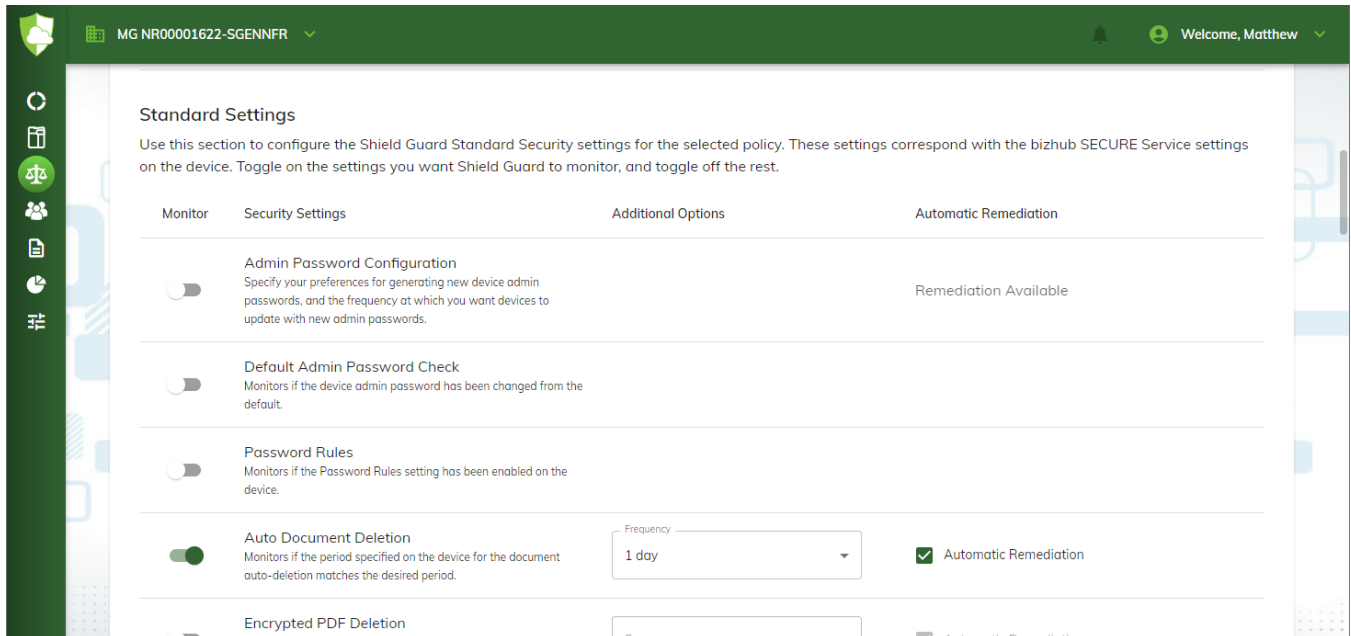 MG NR00001622-SGENNFR
Welcome, Matthew
Standard Settings
Use this section to configure the Shield Guard Standard Security settings for the selected policy. These settings correspond with the bizhub SECURE Service settings
on the device. Toggle on the settings you want Shield Guard to monitor, and toggle off the rest.
Monitor Security Settings Additional Options Automatic Remediation
Admin Password Configuration
Specify your preferences for generating new device admin
passwords, and the frequency at which you want devices to
update with new admin passwords.
Remediation Available
Default Admin Password Check
Monitors if the device admin password has been changed from the
default.
Password Rules
Monitors if the Password Rules setting has been enabled on the
device.
Auto Document Deletion
Monitors if the period specified on the device for the document
auto-deletion matches the desired period.
Frequency
1 day
Automatic Remediation
Encrypted PDF Deletion